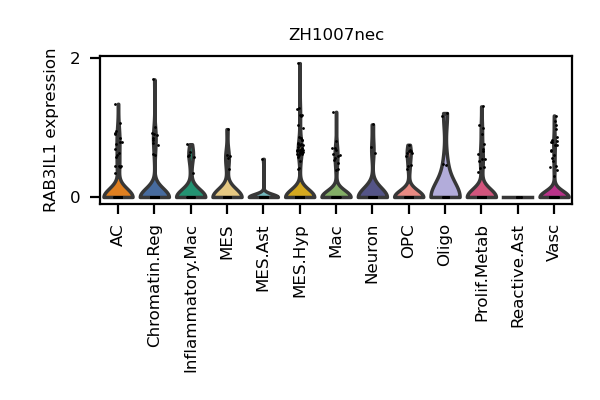 ZH1007nec
RAB3IL1 expression
2
0
AC
Chromatin.Reg
Inflammatory.Mac
MES
MES.Ast
MES.Hyp
Mac
Neuron
OPC
Oligo
Prolif.Metab
Reactive.Ast
Vasc